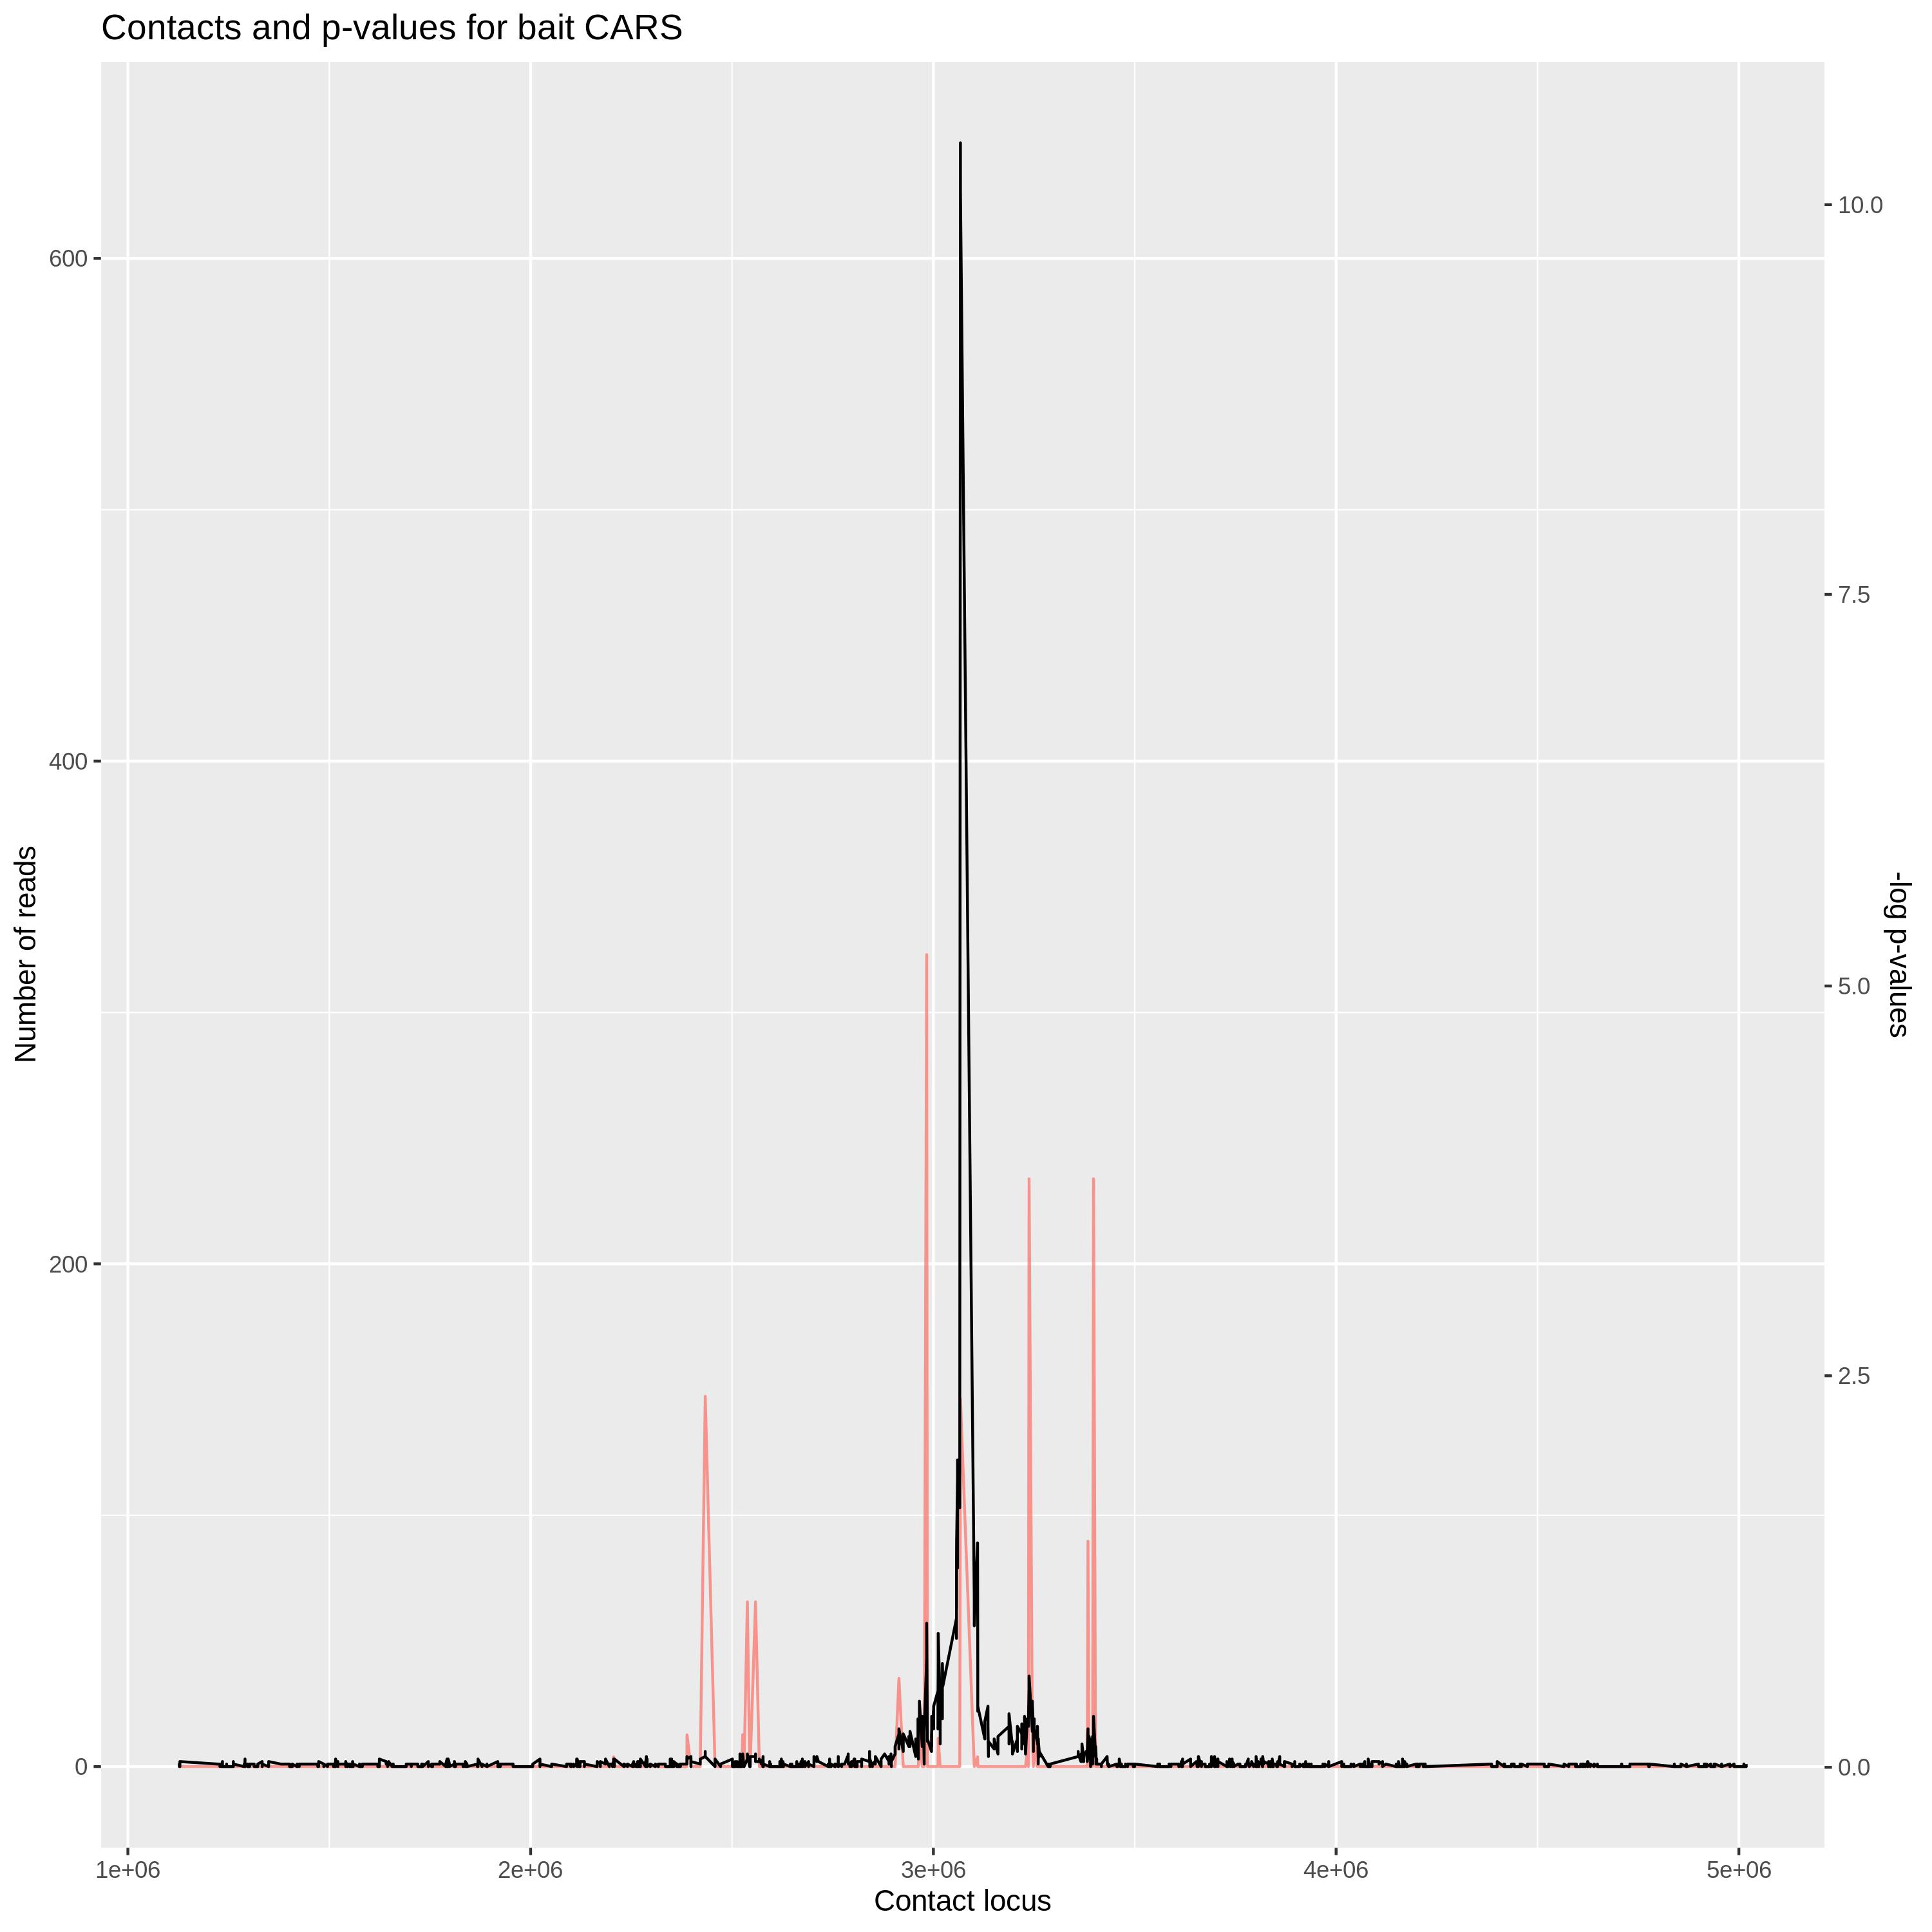 Contacts and p-values for bait CARS
Number of reads
600
400
200
0
10.0
7.5
5.0
2.5
0.0
-log p-values
1e+06
2e+06
3e+06
4e+06
5e+06
Contact locus